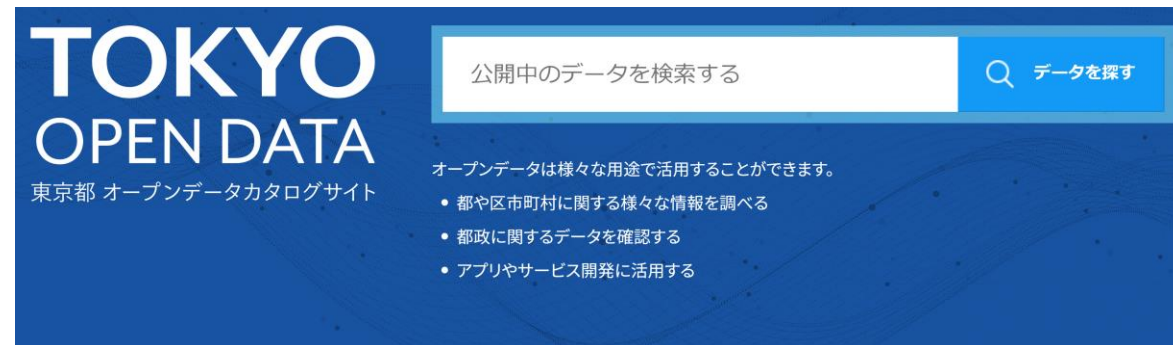 TOKYO
OPEN DATA
東京都 オープンデータカタログサイト
公開中のデータを検索する
データを探す
オープンデータは様々な用途で活用することができます。
• 都や区市町村に関する様々な情報を調べる
• 都政に関するデータを確認する
• アプリやサービス開発に活用する